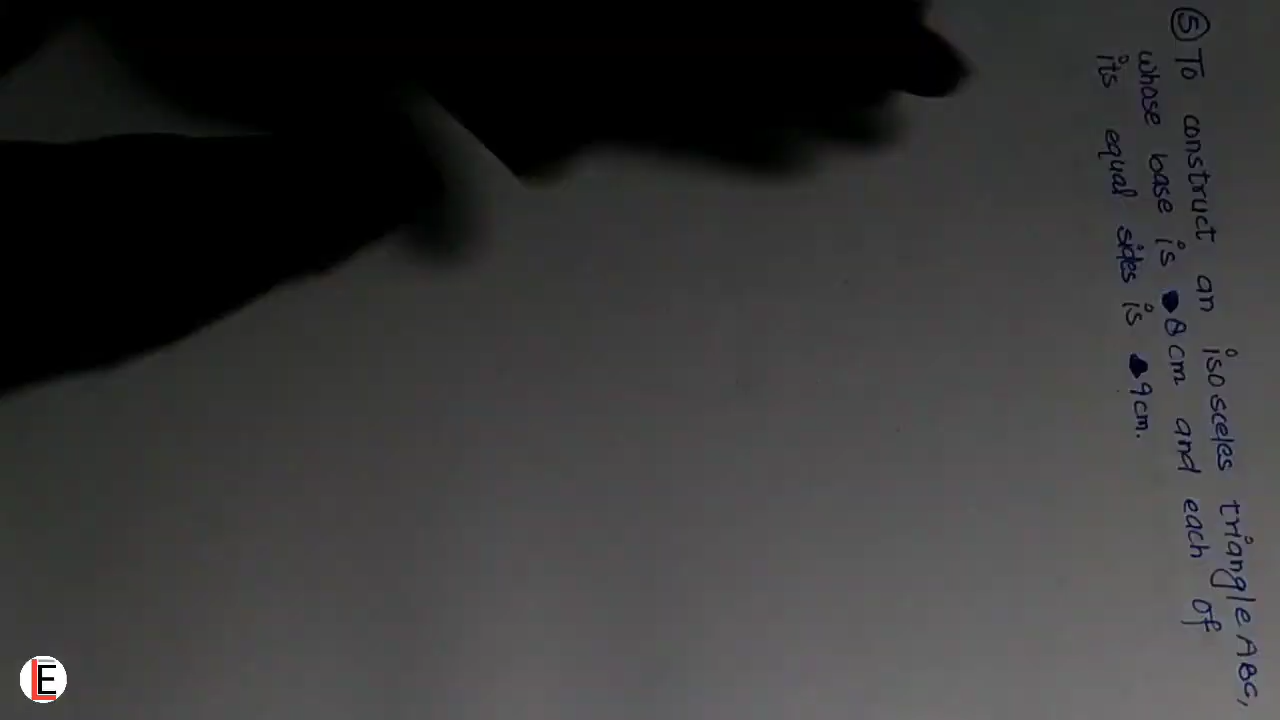 ⑤ To construct an isosceles triangle ABC,
whose base is 8cm and each of
its equal sides is 9cm.
LE